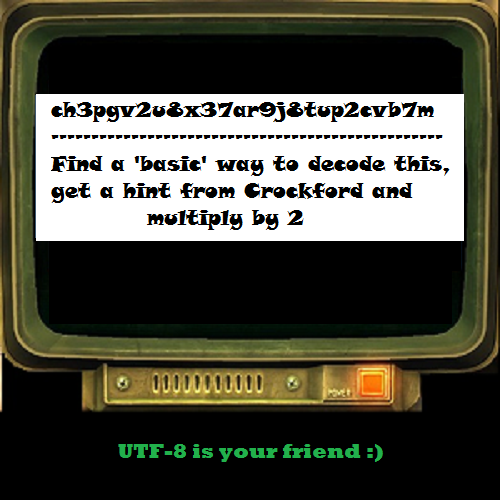 ch3pgv2u8x37ar9j8tup2cvb7m
-------------------------------------------------
Find a 'basic' way to decode this,
get a hint from Crockford and
multiply by 2
POWER
UTF-8 is your friend :)